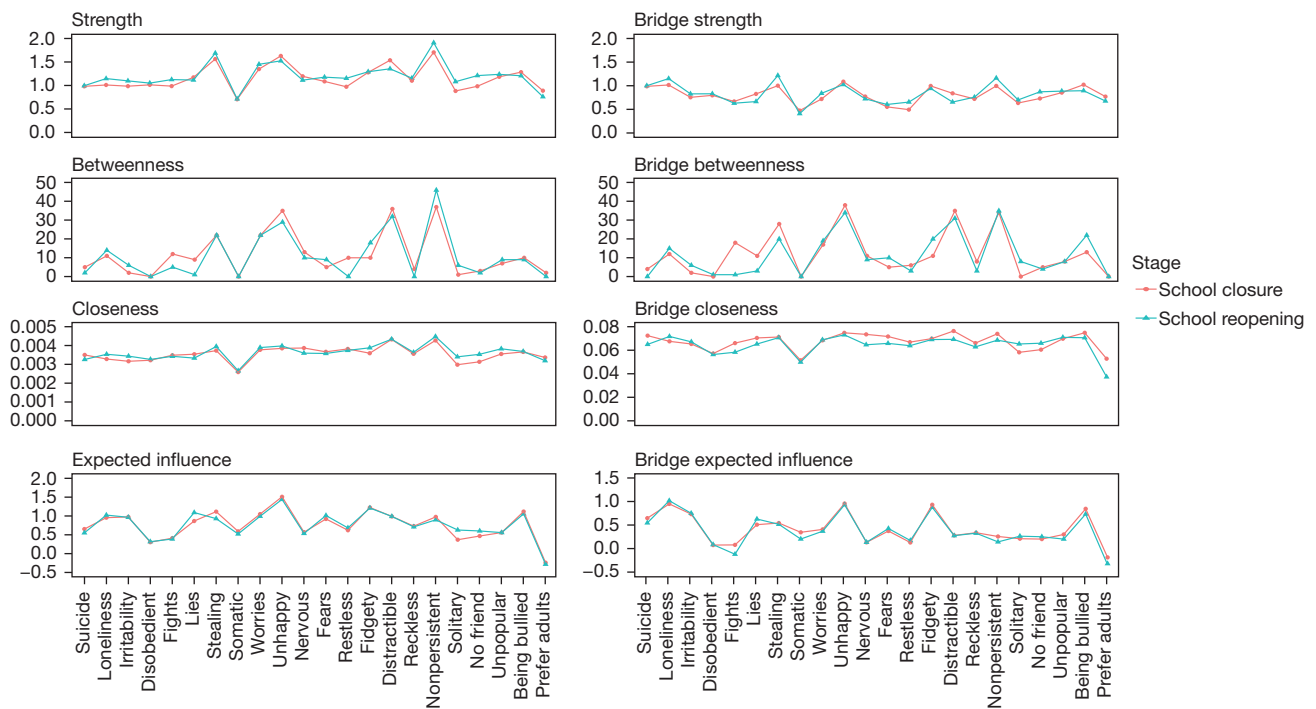 Strength
2.0
1.5
1.0
0.5
0.0
Bridge strength
2.0
1.5
1.0
0.5
0.0
Betweenness
50
40
30
20
10
0
Bridge betweenness
50
40
30
20
10
0
Closeness
0.005
0.004
0.003
0.002
0.001
0.000
Bridge closeness
0.08
0.06
0.04
0.02
0.00
Expected influence
2.0
1.5
1.0
0.5
0.0
−0.5
Bridge expected influence
1.5
1.0
0.5
0.0
−0.5
Suicide
Loneliness
Irritability
Disobedient
Fights
Lies
Stealing
Somatic
Worries
Unhappy
Nervous
Fears
Restless
Fidgety
Distractible
Reckless
Nonpersistent
Solitary
No friend
Unpopular
Being bullied
Prefer adults
Suicide
Loneliness
Irritability
Disobedient
Fights
Lies
Stealing
Somatic
Worries
Unhappy
Nervous
Fears
Restless
Fidgety
Distractible
Reckless
Nonpersistent
Solitary
No friend
Unpopular
Being bullied
Prefer adults
Stage
School closure
School reopening